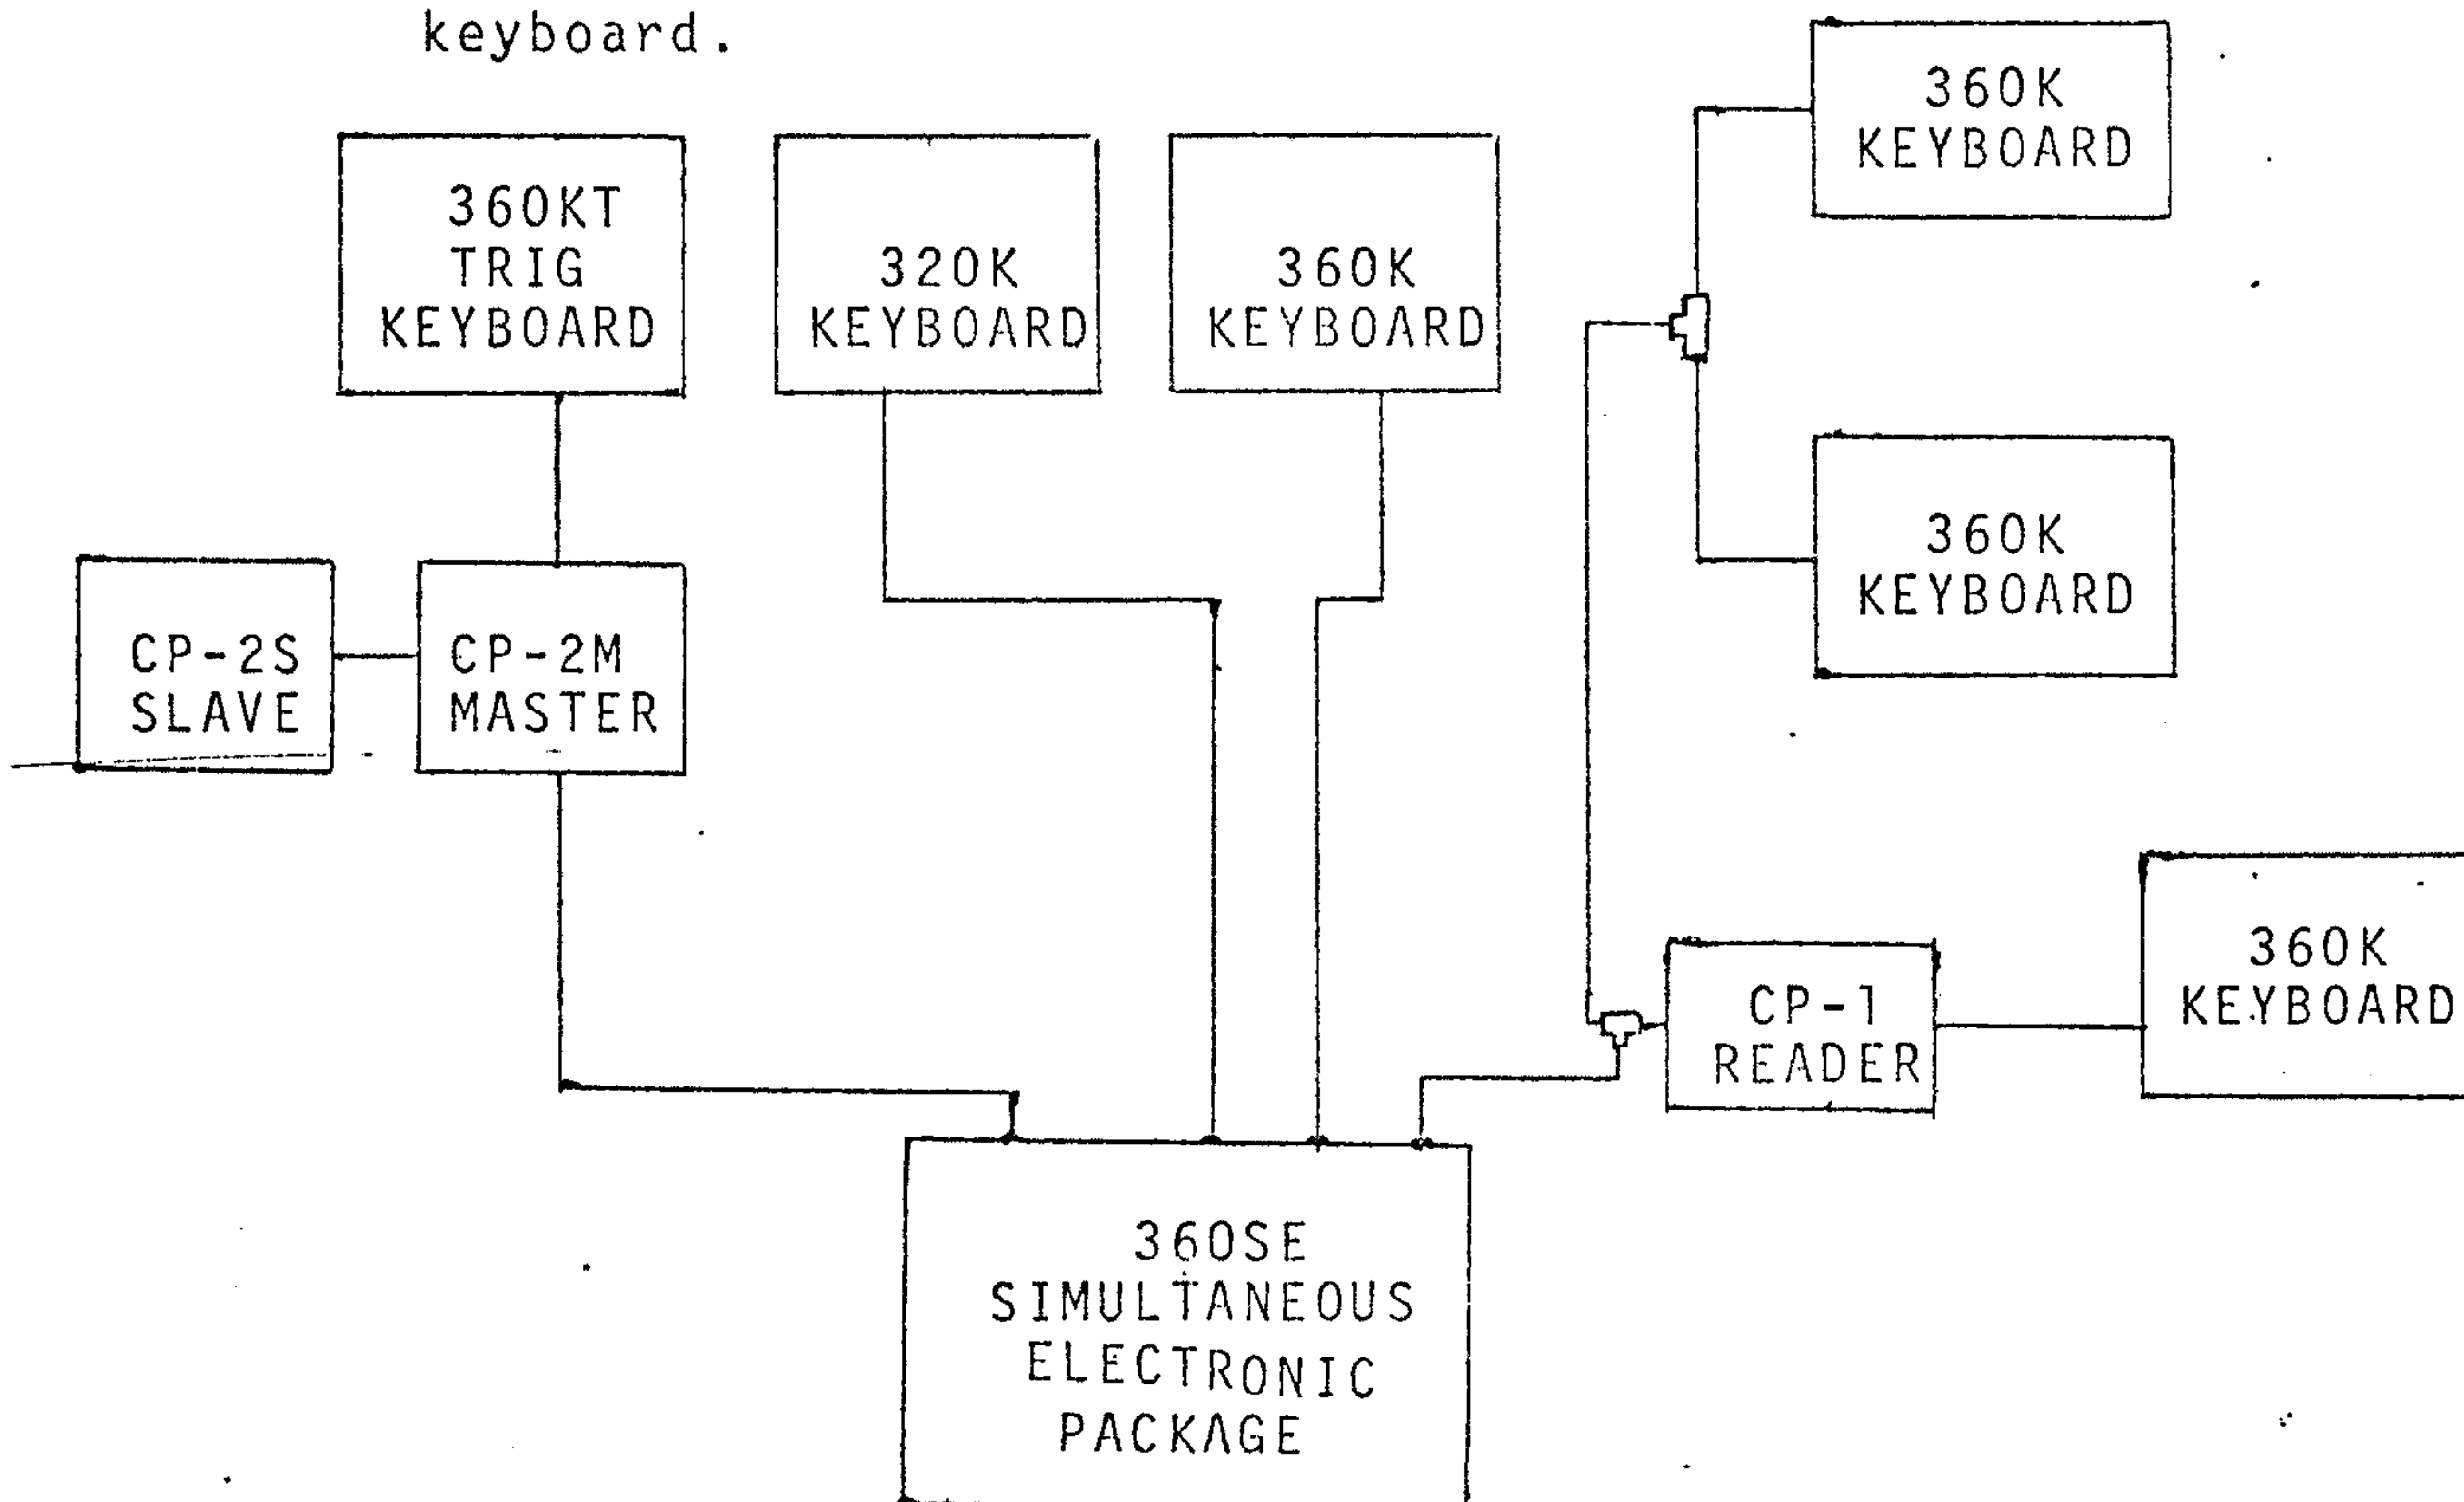 keyboard.
360K
KEYBOARD
360KT
TRIG
KEYBOARD
320K
KEYBOARD
360K
KEYBOARD
360K
KEYBOARD
CP-2S
SLAVE
CP-2M
MASTER
360K
KEYBOARD
CP-1
READER
360SE
SIMULTANEOUS
ELECTRONIC
PACKAGE